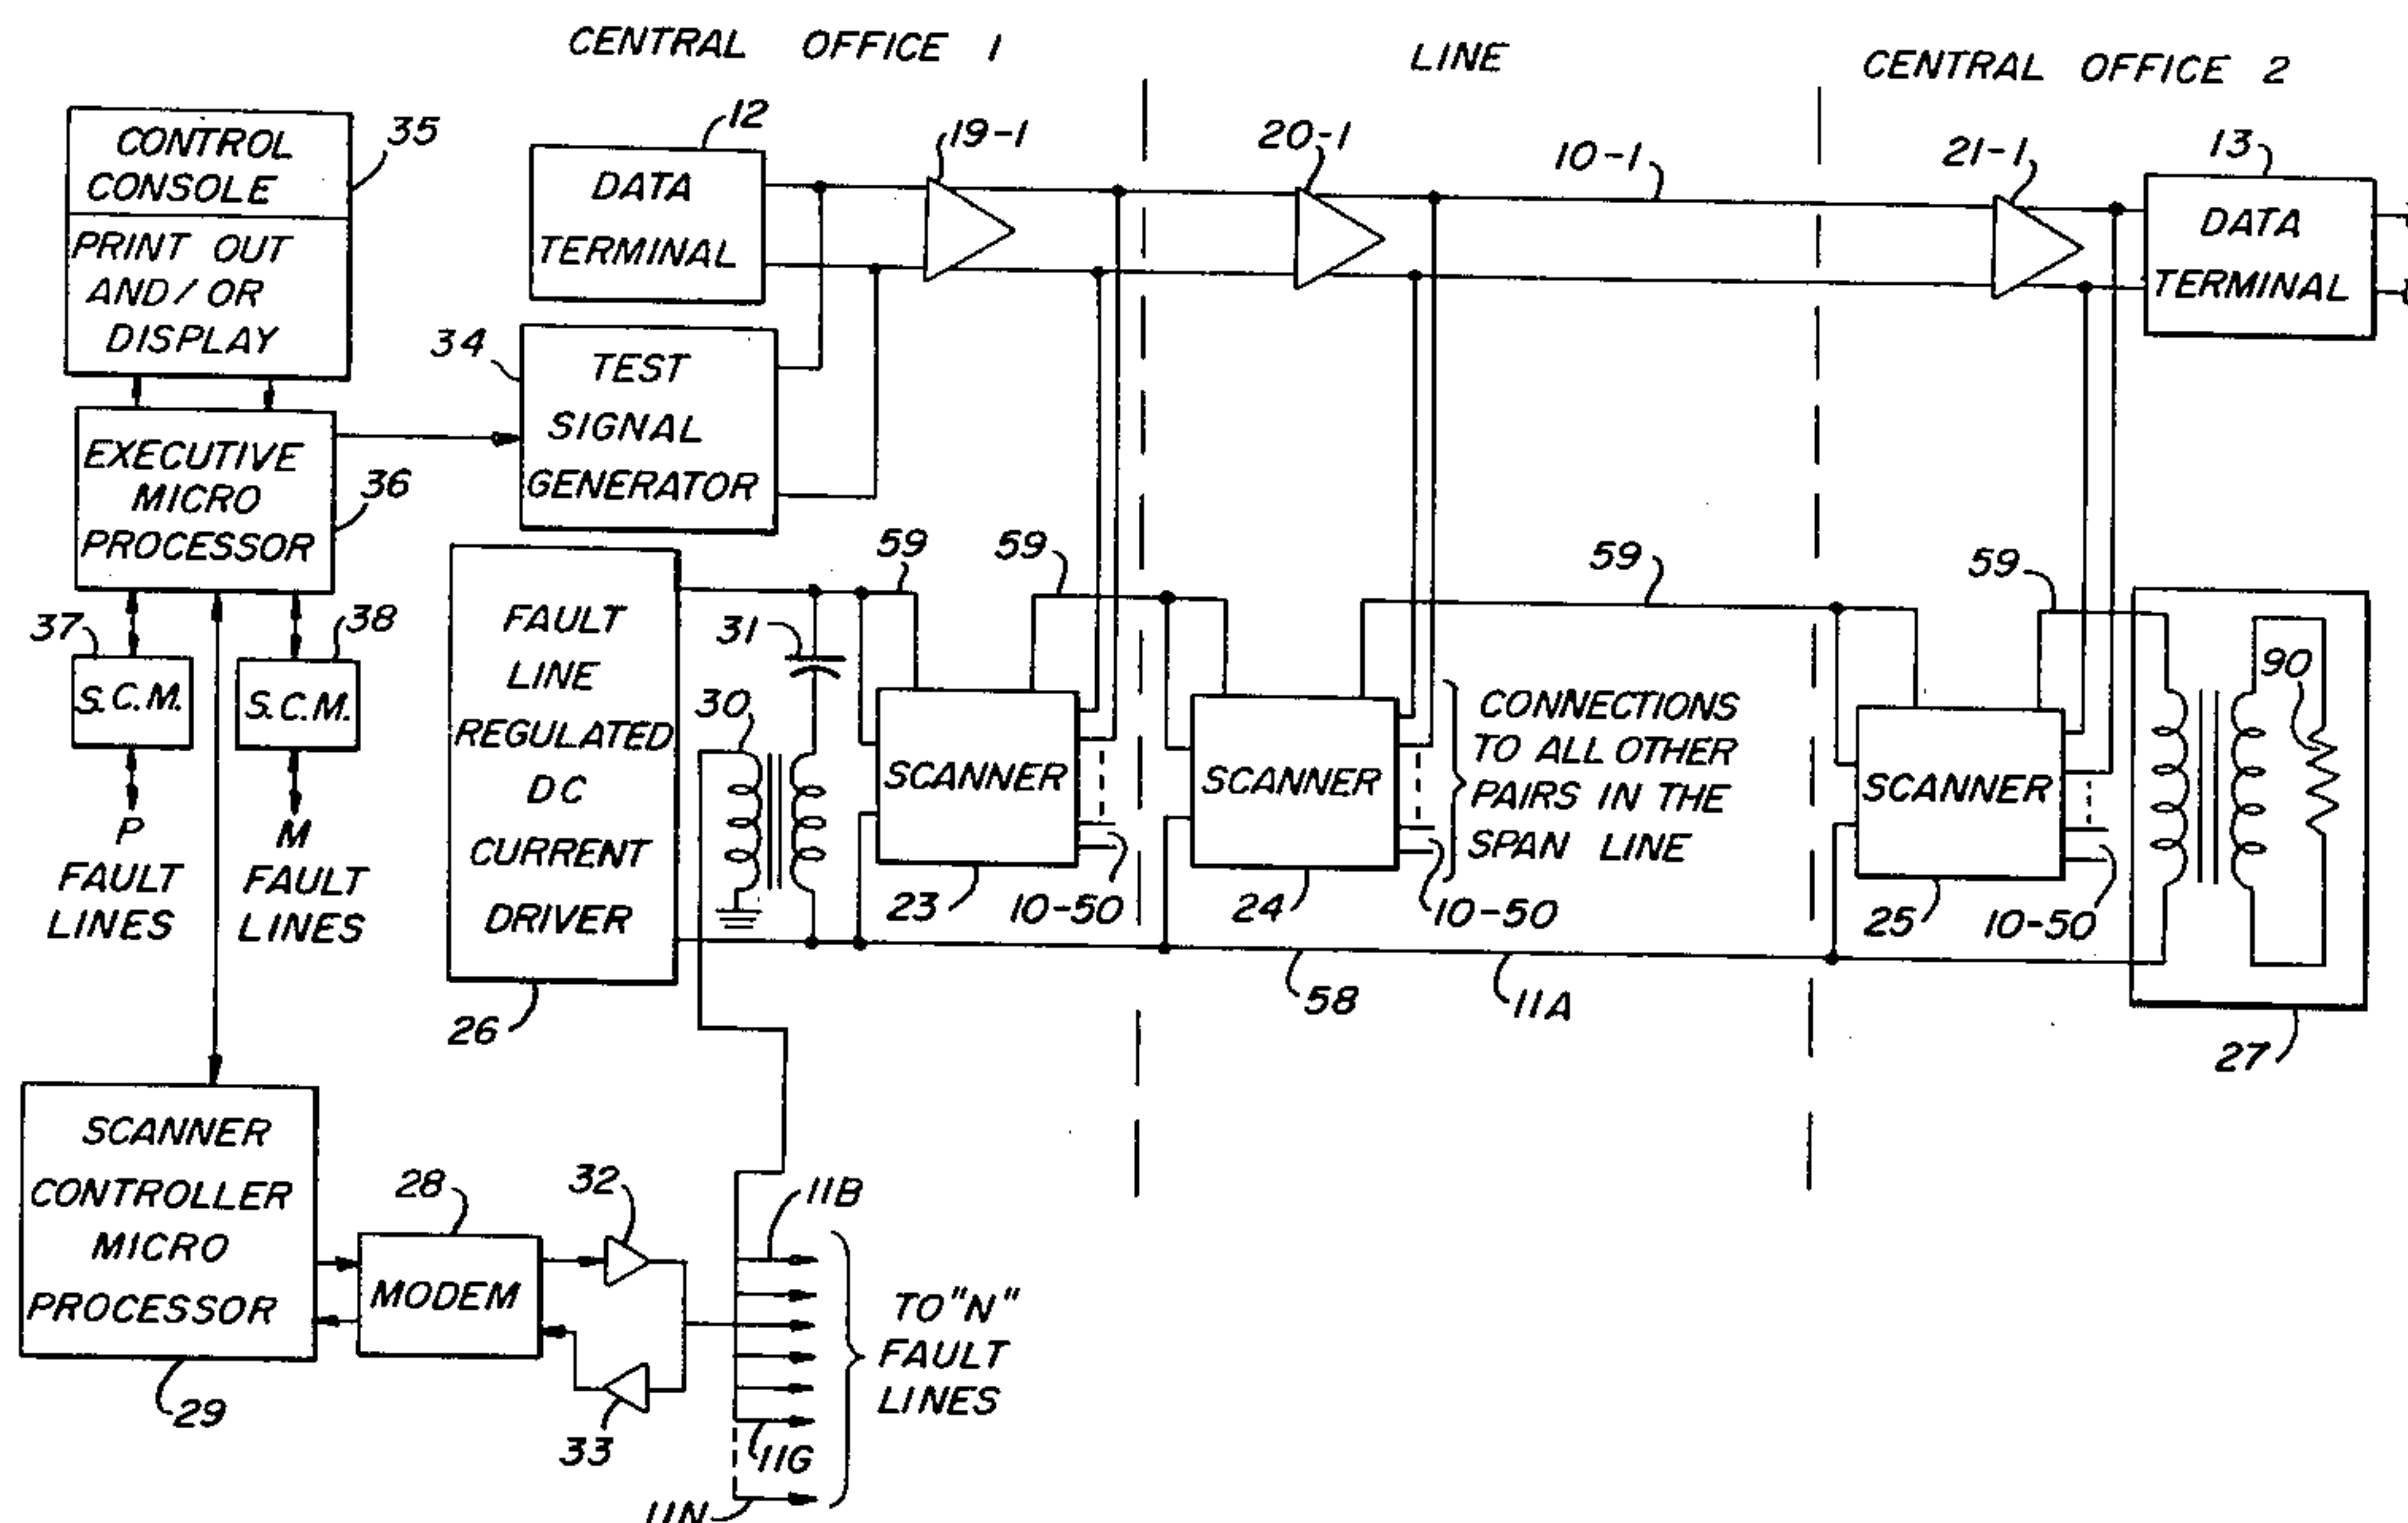 CENTRAL OFFICE 1
LINE
CENTRAL OFFICE 2
CONTROL
CONSOLE
PRINT OUT
AND/OR
DISPLAY
35
12
DATA
TERMINAL
19-1
20-1
10-1
21-1
13
DATA
TERMINAL
34
TEST
SIGNAL
GENERATOR
EXECUTIVE
MICRO
PROCESSOR
36
37
S.C.M.
38
S.C.M.
P
FAULT
LINES
M
FAULT
LINES
FAULT
LINE
REGULATED
DC
CURRENT
DRIVER
26
31
30
59
59
59
59
SCANNER
23
10-50
SCANNER
24
10-50
CONNECTIONS
TO ALL OTHER
PAIRS IN THE
SPAN LINE
SCANNER
25
10-50
90
27
58
11A
SCANNER
CONTROLLER
MICRO
PROCESSOR
29
28
MODEM
32
33
11B
TO "N"
FAULT
LINES
11G
11N